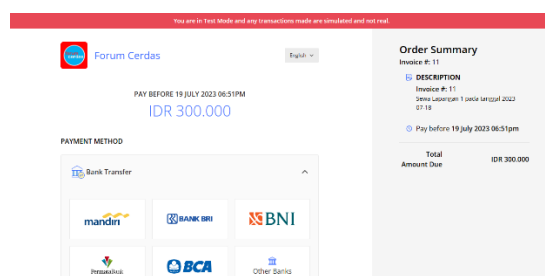 You are in Test Mode and any transactions made are simulated and not real.
Forum Cerdas
English
PAY BEFORE 19 JULY 2023 06:51PM
IDR 300.000
PAYMENT METHOD
Bank Transfer
mandiri
BANK BRI
BNI
PermataBank
BCA
Other Banks
Order Summary
Invoice #: 11
DESCRIPTION
Invoice #: 11
Sewa Lapangan 1 pada tanggal 2023
07-18
Pay before 19 July 2023 06:51pm
Total
Amount Due
IDR 300.000